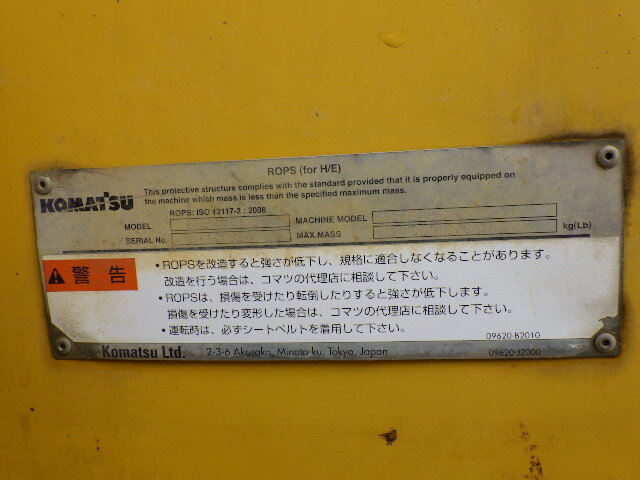 ROPS (for H/E)
KOMATSU
This protective structure complies with the standard provided that it is properly equipped on
the machine which mass is less than the specified maximum mass.
ROPS: ISO 12117-2 : 2008
MODEL MACHINE MODEL
SERIAL No. MAX.MASS kg(Lb)
警告
・ROPSを改造すると強さが低下し、規格に適合しなくなることがあります。
改造を行う場合は、コマツの代理店に相談して下さい。
・ROPSは、損傷を受けたり転倒したりすると強さが低下します。
損傷を受けたり変形した場合は、コマツの代理店に相談して下さい。
・運転時は、必ずシートベルトを着用して下さい。
09620-B2010
Komatsu Ltd. 2-3-6 Akasaka, Minato-ku, Tokyo, Japan 09620-J2000